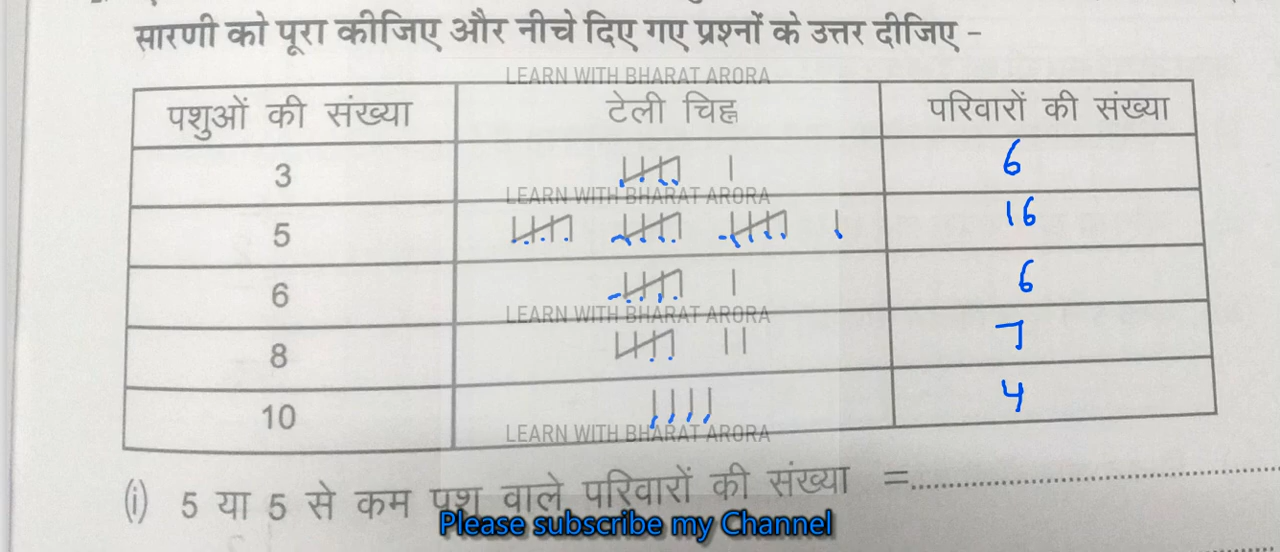 सारणी को पूरा कीजिए और नीचे दिए गए प्रश्नों के उत्तर दीजिए –
LEARN WITH BHARAT ARORA
पशुओं की संख्या टेली चिह्न परिवारों की संख्या
3 6
LEARN WITH BHARAT ARORA
5 16
6 6
LEARN WITH BHARAT ARORA
8 7
10 4
LEARN WITH BHARAT ARORA
(i) 5 या 5 से कम पशु वाले परिवारों की संख्या =....................
Please subscribe my Channel